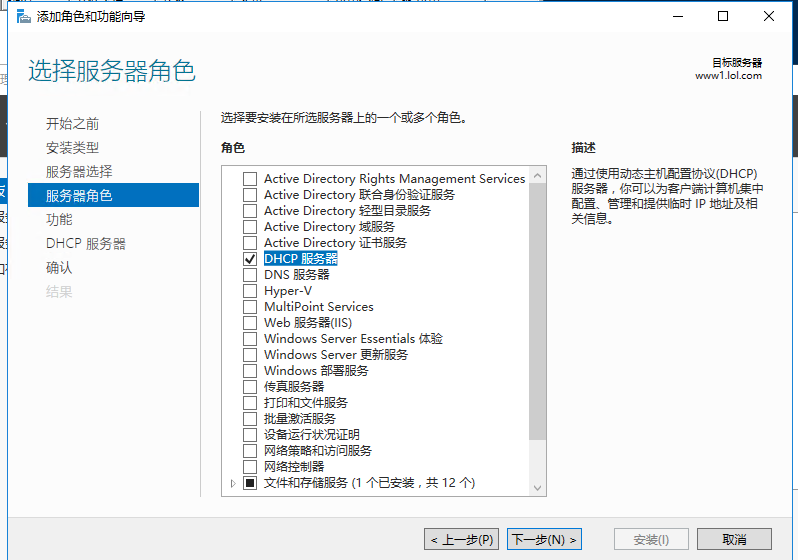 添加角色和功能向导
选择服务器角色
目标服务器
www1.lol.com
开始之前
安装类型
服务器选择
服务器角色
功能
DHCP 服务器
确认
结果
选择要安装在所选服务器上的一个或多个角色。
角色
Active Directory Rights Management Services
Active Directory 联合身份验证服务
Active Directory 轻型目录服务
Active Directory 域服务
Active Directory 证书服务
DHCP 服务器
DNS 服务器
Hyper-V
MultiPoint Services
Web 服务器(IIS)
Windows Server Essentials 体验
Windows Server 更新服务
Windows 部署服务
传真服务器
打印和文件服务
批量激活服务
设备运行状况证明
网络策略和访问服务
网络控制器
文件和存储服务 (1 个已安装，共 12 个)
描述
通过使用动态主机配置协议(DHCP)
服务器，你可以为客户端计算机集中
配置、管理和提供临时 IP 地址及相
关信息。
< 上一步(P)
下一步(N) >
安装(I)
取消